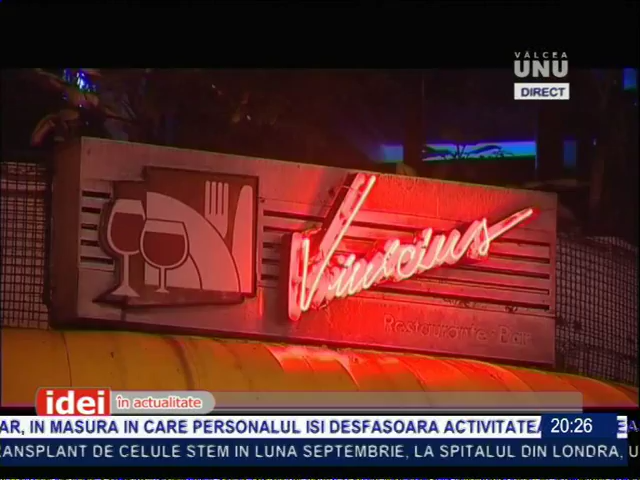 VÂLCEA
UNU
DIRECT
Vinicius
Restaurante-Bar
idei
în actualitate
AR, IN MASURA IN CARE PERSONALUL ISI DESFASOARA ACTIVITATEA
20:26
EA
RANSPLANT DE CELULE STEM IN LUNA SEPTEMBRIE, LA SPITALUL DIN LONDRA, U